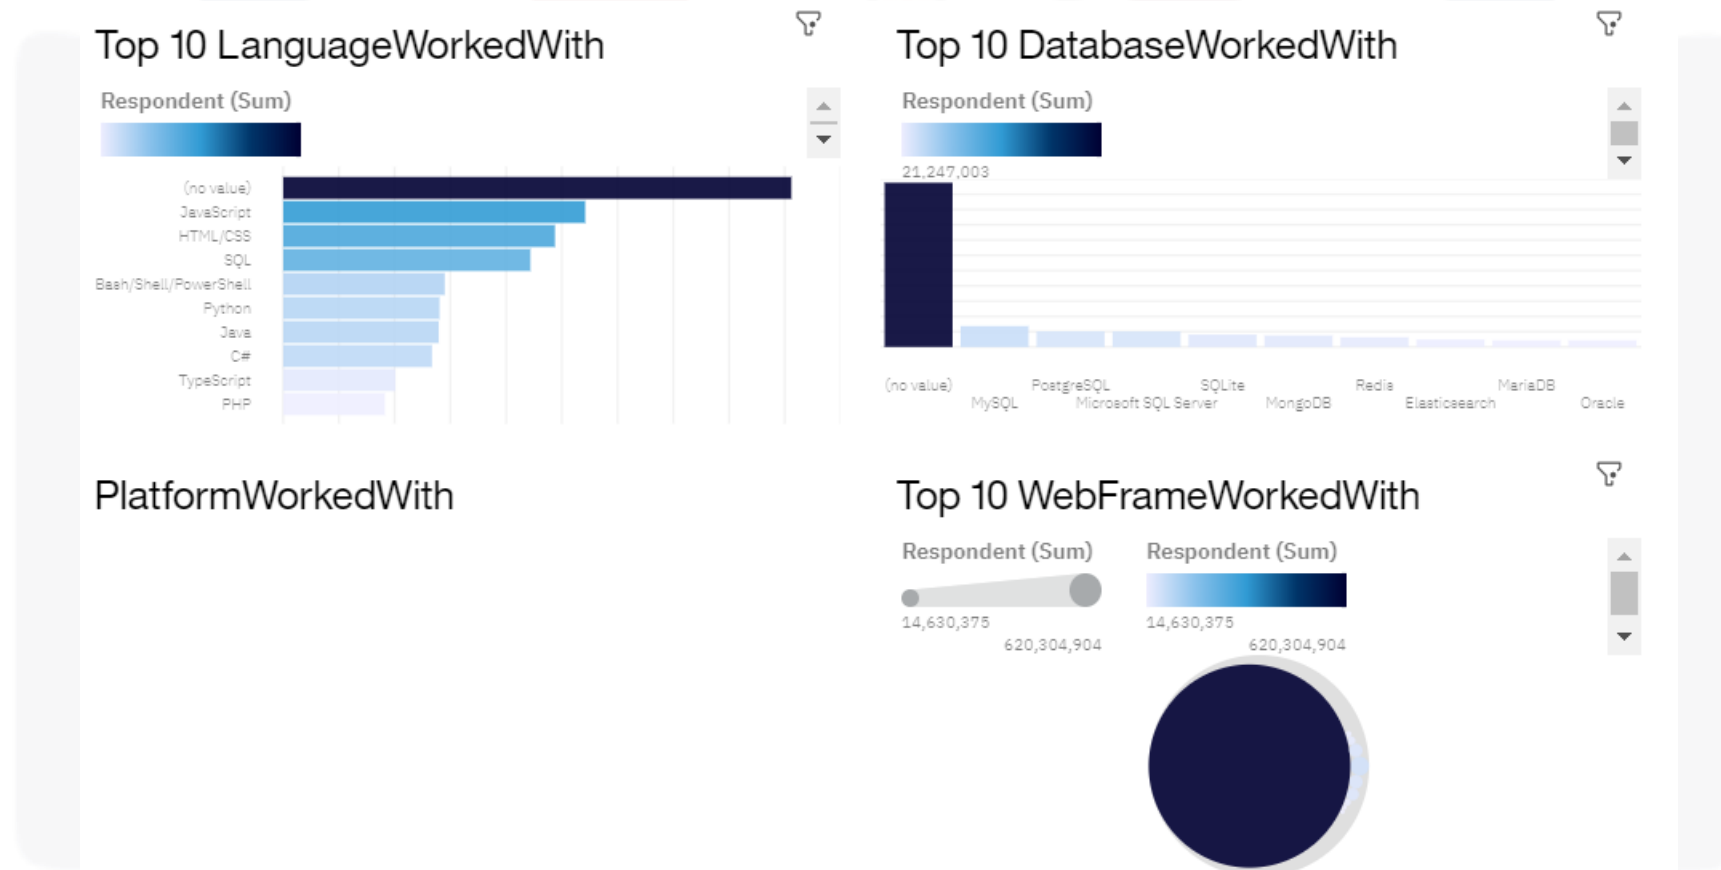 Top 10 LanguageWorkedWith
Respondent (Sum)
(no value)
JavaScript
HTML/CSS
SQL
Bash/Shell/PowerShell
Python
Java
C#
TypeScript
PHP
Top 10 DatabaseWorkedWith
Respondent (Sum)
21,247,003
(no value)
MySQL
PostgreSQL
Microsoft SQL Server
SQLite
MongoDB
Redis
Elasticsearch
MariaDB
Oracle
PlatformWorkedWith
Top 10 WebFrameWorkedWith
Respondent (Sum)
14,630,375
620,304,904
Respondent (Sum)
14,630,375
620,304,904